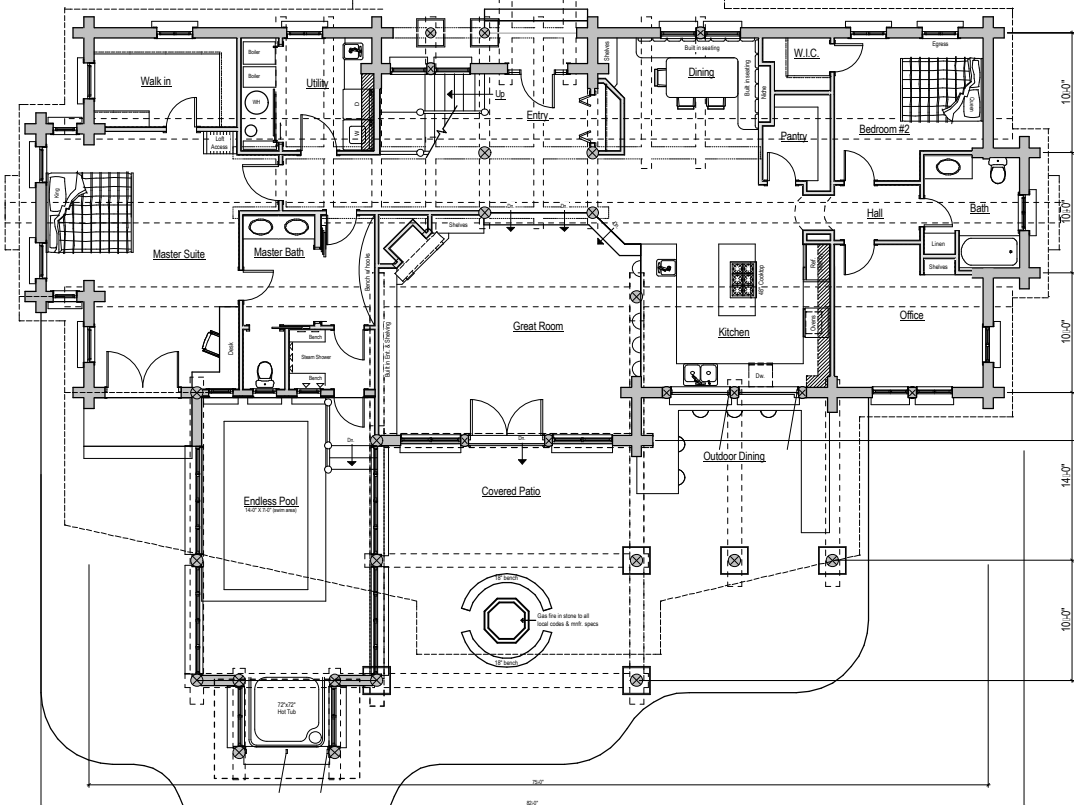 Boiler
Boiler
WH
Walk in
Utility
D
W
Up
Entry
Shelves
Built in seating
Dining
Built in seating
Niche
W.I.C.
Egress
Queen
Pantry
Bedroom #2
10'-0"
Loft
Access
King
Master Suite
Master Bath
Bench w/ hooks
Shelves
Dn.
Dn.
Hall
Bath
Linen
Shelves
10'-0"
Ref.
48" Cooktop
Great Room
Kitchen
Ovens
Office
10'-0"
Desk
Bench
Steam Shower
Bench
Built in Ent. & Shelving
Dw.
Dn.
Dn.
Outdoor Dining
Covered Patio
14'-0"
Endless Pool
14'-0" X 7'-0" (swim area)
18" bench
Gas fire in stone to all
local codes & mnfr. specs
18" bench
10'-0"
72"x72"
Hot Tub
75'-0"
82'-0"